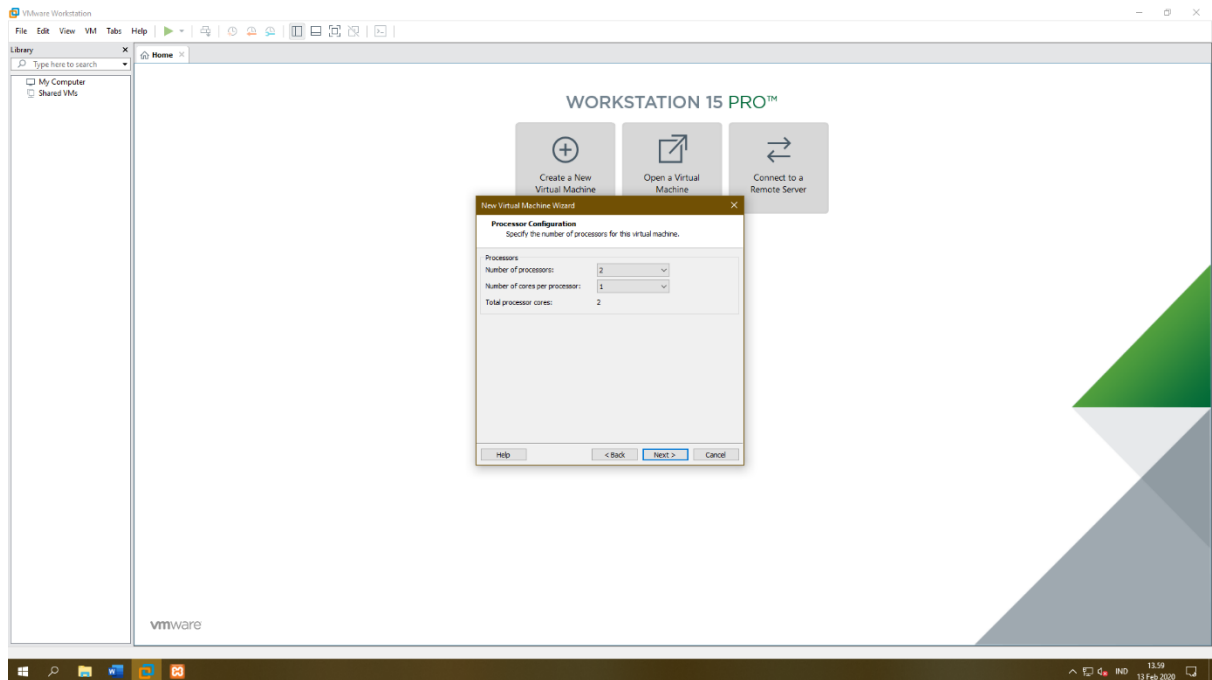 VMware Workstation
File Edit View VM Tabs Help
Library
Type here to search
My Computer
Shared VMs
Home
WORKSTATION 15 PRO™
Create a New
Virtual Machine
Open a Virtual
Machine
Connect to a
Remote Server
New Virtual Machine Wizard
Processor Configuration
Specify the number of processors for this virtual machine.
Processors
Number of processors: 2
Number of cores per processor: 1
Total processor cores: 2
Help < Back Next > Cancel
vmware
IND
13.59
13 Feb 2020